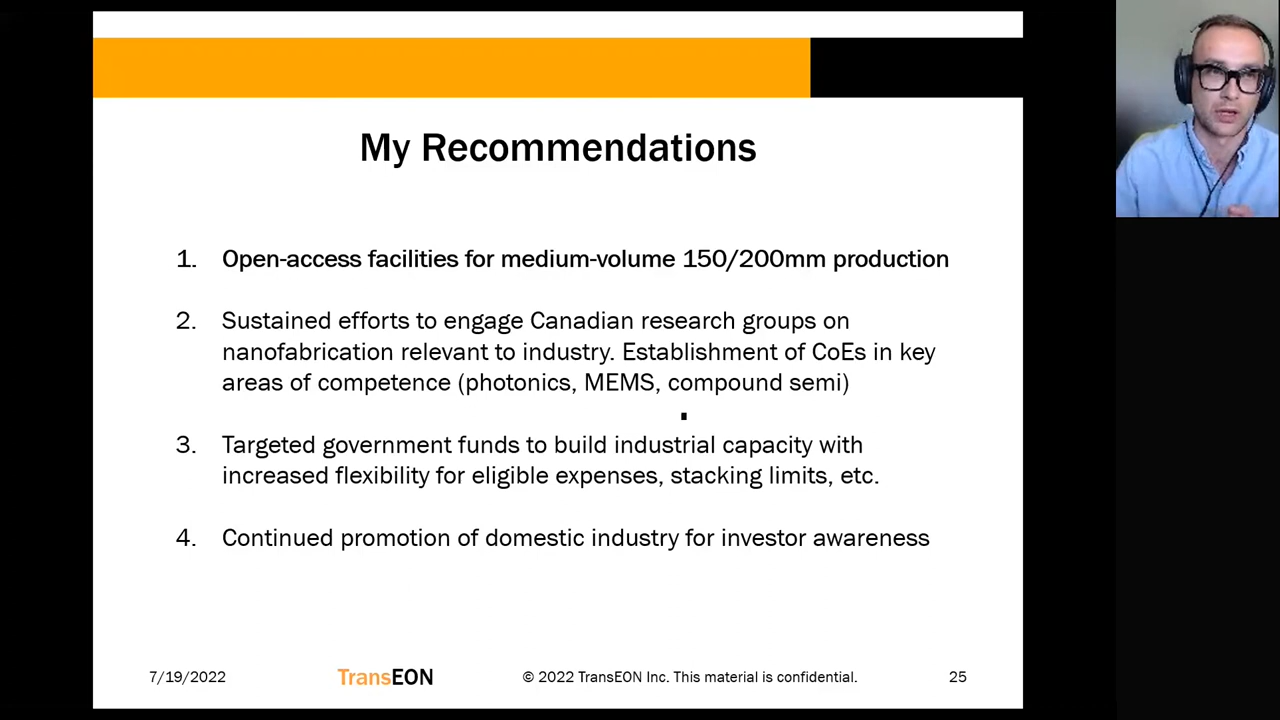 My Recommendations
1. Open-access facilities for medium-volume 150/200mm production
2. Sustained efforts to engage Canadian research groups on
nanofabrication relevant to industry. Establishment of CoEs in key
areas of competence (photonics, MEMS, compound semi)
3. Targeted government funds to build industrial capacity with
increased flexibility for eligible expenses, stacking limits, etc.
4. Continued promotion of domestic industry for investor awareness
7/19/2022 TransEON © 2022 TransEON Inc. This material is confidential. 25